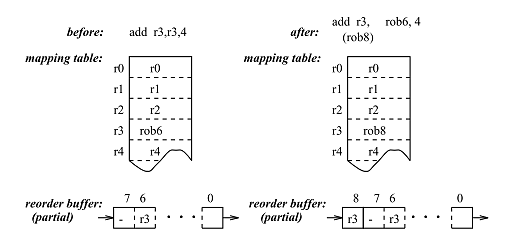 before: add r3,r3,4
mapping table:
r0 r0
r1 r1
r2 r2
r3 rob6
r4 r4
7 6 0
reorder buffer:
(partial) - r3 · · ·
after: add r3, rob6, 4
(rob8)
mapping table:
r0 r0
r1 r1
r2 r2
r3 rob8
r4 r4
8 7 6 0
reorder buffer:
(partial) r3 - r3 · · ·